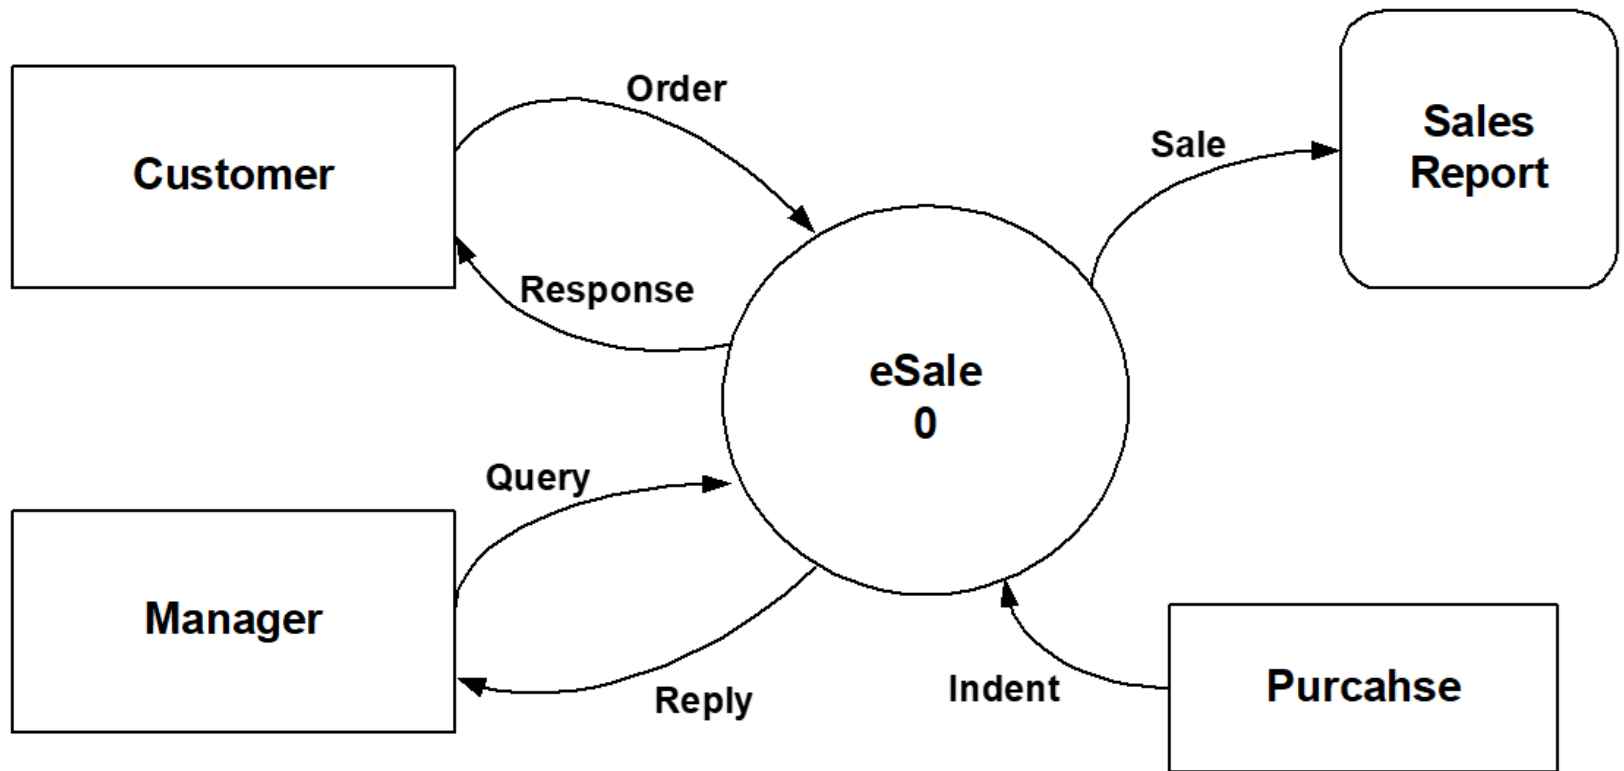 Order
Sales
Report
Sale
Customer
Response
eSale
0
Query
Manager
Reply
Indent
Purcahse